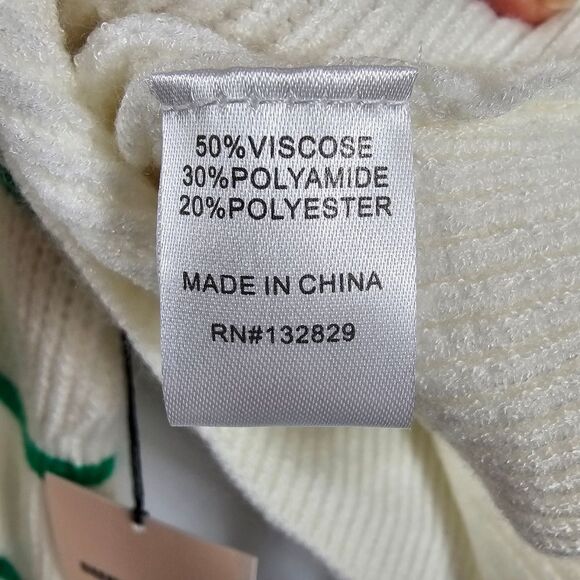 50%VISCOSE
30%POLYAMIDE
20%POLYESTER
MADE IN CHINA
RN#132829